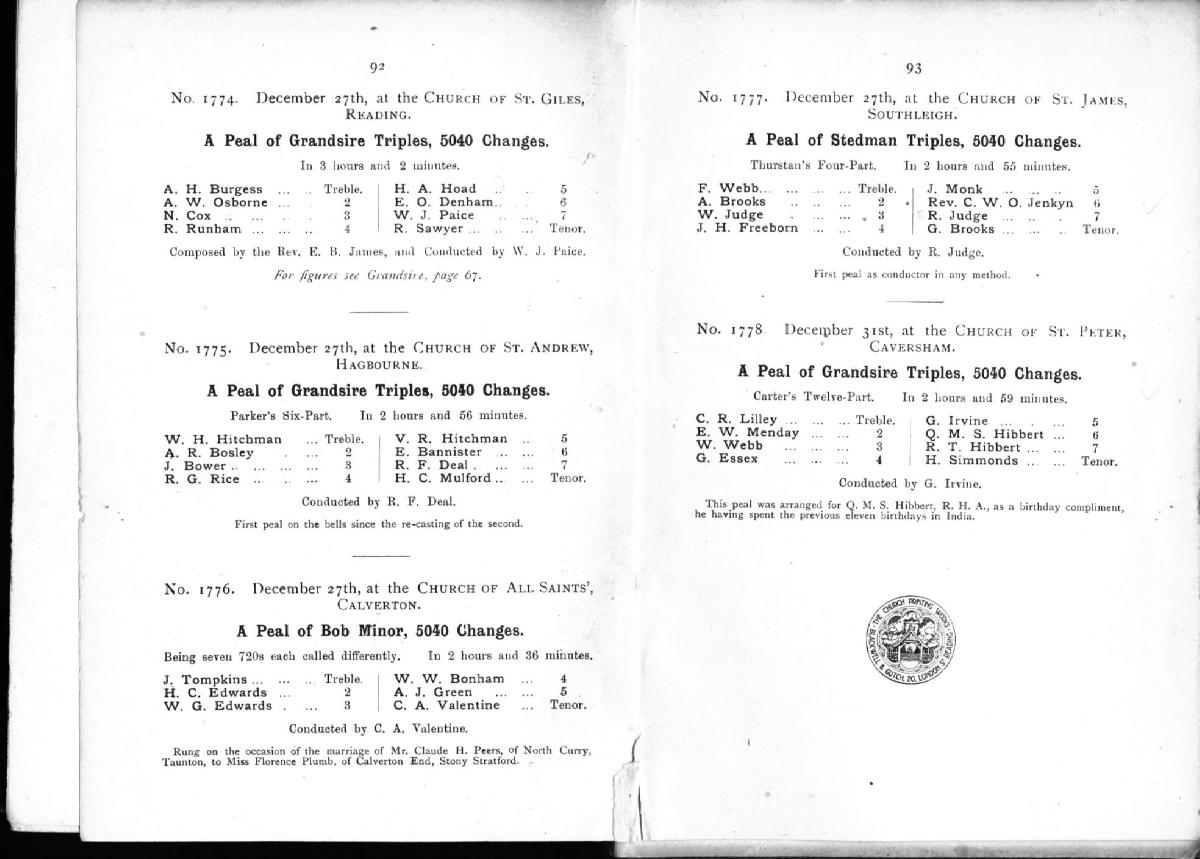 92
No. 1774. December 27th, at the CHURCH OF ST. GILES,
READING.
A Peal of Grandsire Triples, 5040 Changes.
In 3 hours and 2 minutes.
A. H. Burgess ... . Treble. H. A. Hoad .. . 5
A. W. Osborne ... . 2 E. O. Denham.. . 6
N. Cox .. ... .. . 3 W. J. Paice .. .... 7
R. Runham ... ... ... 4 R. Sawyer ... .. ... Tenor.
Composed by the Rev. E. B. James, and Conducted by W. J. Paice.
For figures see Grandsire, page 67.
No. 1775. December 27th, at the CHURCH OF ST. ANDREW,
HAGBOURNE.
A Peal of Grandsire Triples, 5040 Changes.
Parker's Six-Part. In 2 hours and 56 minutes.
W. H. Hitchman ... Treble. V. R. Hitchman .. 5
A. R. Bosley . ... 2 E. Bannister ... 6
J. Bower .. ... ... ... 3 R. F. Deal . ... ... 7
R. G. Rice ... .. ... 4 H. C. Mulford ... ... Tenor.
Conducted by R. F. Deal.
First peal on the bells since the re-casting of the second.
No. 1776. December 27th, at the CHURCH OF ALL SAINTS',
CALVERTON.
A Peal of Bob Minor, 5040 Changes.
Being seven 720s each called differently. In 2 hours and 36 minutes.
J. Tompkins ... ... ... Treble. W. W. Bonham ... 4
H. C. Edwards ... 2 A. J. Green ... ... 5
W. G. Edwards . ... 3 C. A. Valentine ... Tenor.
Conducted by C. A. Valentine.
Rung on the occasion of the marriage of Mr. Claude H. Peers, of North Curry,
Taunton, to Miss Florence Plumb, of Calverton End, Stony Stratford.
93
No. 1777. December 27th, at the CHURCH OF ST. JAMES,
SOUTHLEIGH.
A Peal of Stedman Triples, 5040 Changes.
Thurstan's Four-Part. In 2 hours and 55 minutes.
F. Webb... ... ... ... Treble. J. Monk ... ... ... 5
A. Brooks .. .. ... 2 Rev. C. W. O. Jenkyn 6
W. Judge . ... . 3 R. Judge ... ... . 7
J. H. Freeborn ... ... 4 G. Brooks ... ... .. Tenor.
Conducted by R. Judge.
First peal as conductor in any method.
No. 1778. December 31st, at the CHURCH OF ST. PETER,
CAVERSHAM.
A Peal of Grandsire Triples, 5040 Changes.
Carter's Twelve-Part. In 2 hours and 59 minutes.
C. R. Lilley ... ... ... Treble. G. Irvine ... . ... 5
E. W. Menday ... ... 2 Q. M. S. Hibbert ... 6
W. Webb ... ... ... 3 R. T. Hibbert ... ... 7
G. Essex ... ... ... 4 H. Simmonds ... ... Tenor.
Conducted by G. Irvine.
This peal was arranged for Q. M. S. Hibbert, R. H. A., as a birthday compliment,
he having spent the previous eleven birthdays in India.
THE CHURCH PRINTING WORKS
BLACKWELL & GUTCH, 20, LONDON ST. READING